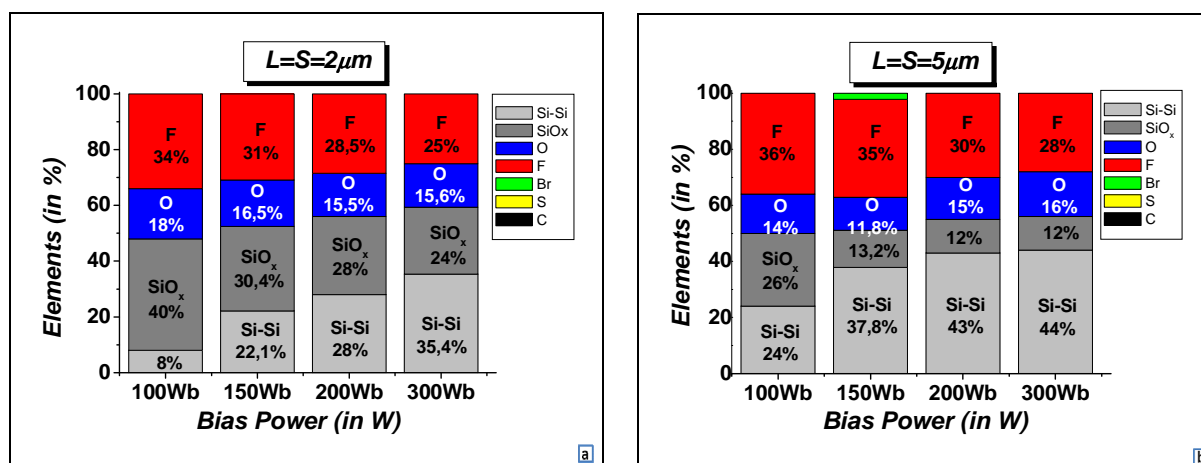 L=S=2μm
Elements (in %)
100
80
60
40
20
0
F
34%
O
18%
SiOx
40%
8%
F
31%
O
16,5%
SiOx
30,4%
Si-Si
22,1%
F
28,5%
O
15,5%
SiOx
28%
Si-Si
28%
F
25%
O
15,6%
SiOx
24%
Si-Si
35,4%
100Wb 150Wb 200Wb 300Wb
Bias Power (in W)
Si-Si
SiOx
O
F
Br
S
C
a
L=S=5μm
Elements (in %)
100
80
60
40
20
0
F
36%
O
14%
SiOx
26%
Si-Si
24%
F
35%
O
11,8%
13,2%
Si-Si
37,8%
F
30%
O
15%
12%
Si-Si
43%
F
28%
O
16%
12%
Si-Si
44%
100Wb 150Wb 200Wb 300Wb
Bias Power (in W)
Si-Si
SiOx
O
F
Br
S
C